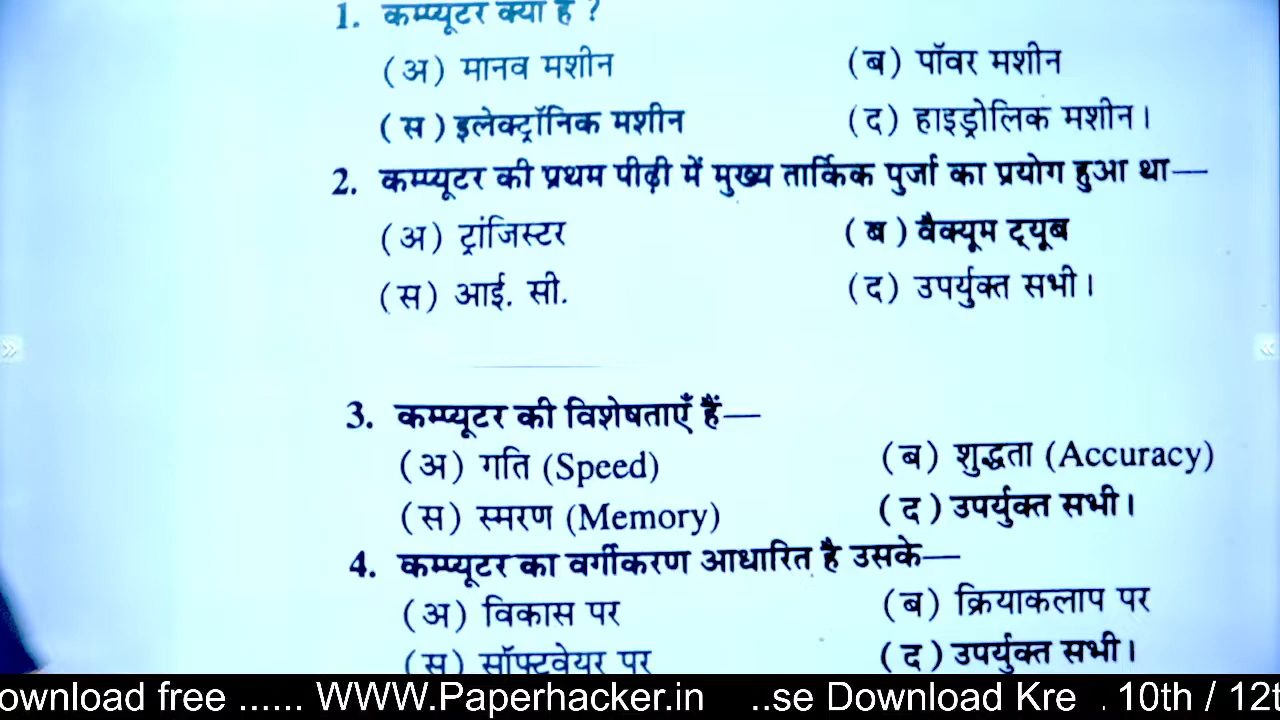 1. कम्प्यूटर क्या है ?
(अ) मानव मशीन (ब) पॉवर मशीन
(स) इलेक्ट्रॉनिक मशीन (द) हाइड्रोलिक मशीन।
2. कम्प्यूटर की प्रथम पीढ़ी में मुख्य तार्किक पुर्जा का प्रयोग हुआ था—
(अ) ट्रांजिस्टर (ब) वैक्यूम ट्यूब
(स) आई. सी. (द) उपर्युक्त सभी।
3. कम्प्यूटर की विशेषताएँ हैं—
(अ) गति (Speed) (ब) शुद्धता (Accuracy)
(स) स्मरण (Memory) (द) उपर्युक्त सभी।
4. कम्प्यूटर का वर्गीकरण आधारित है उसके—
(अ) विकास पर (ब) क्रियाकलाप पर
(स) सॉफ्टवेयर पर (द) उपर्युक्त सभी।
ownload free ...... WWW.Paperhacker.in ..se Download Kre . 10th / 12t